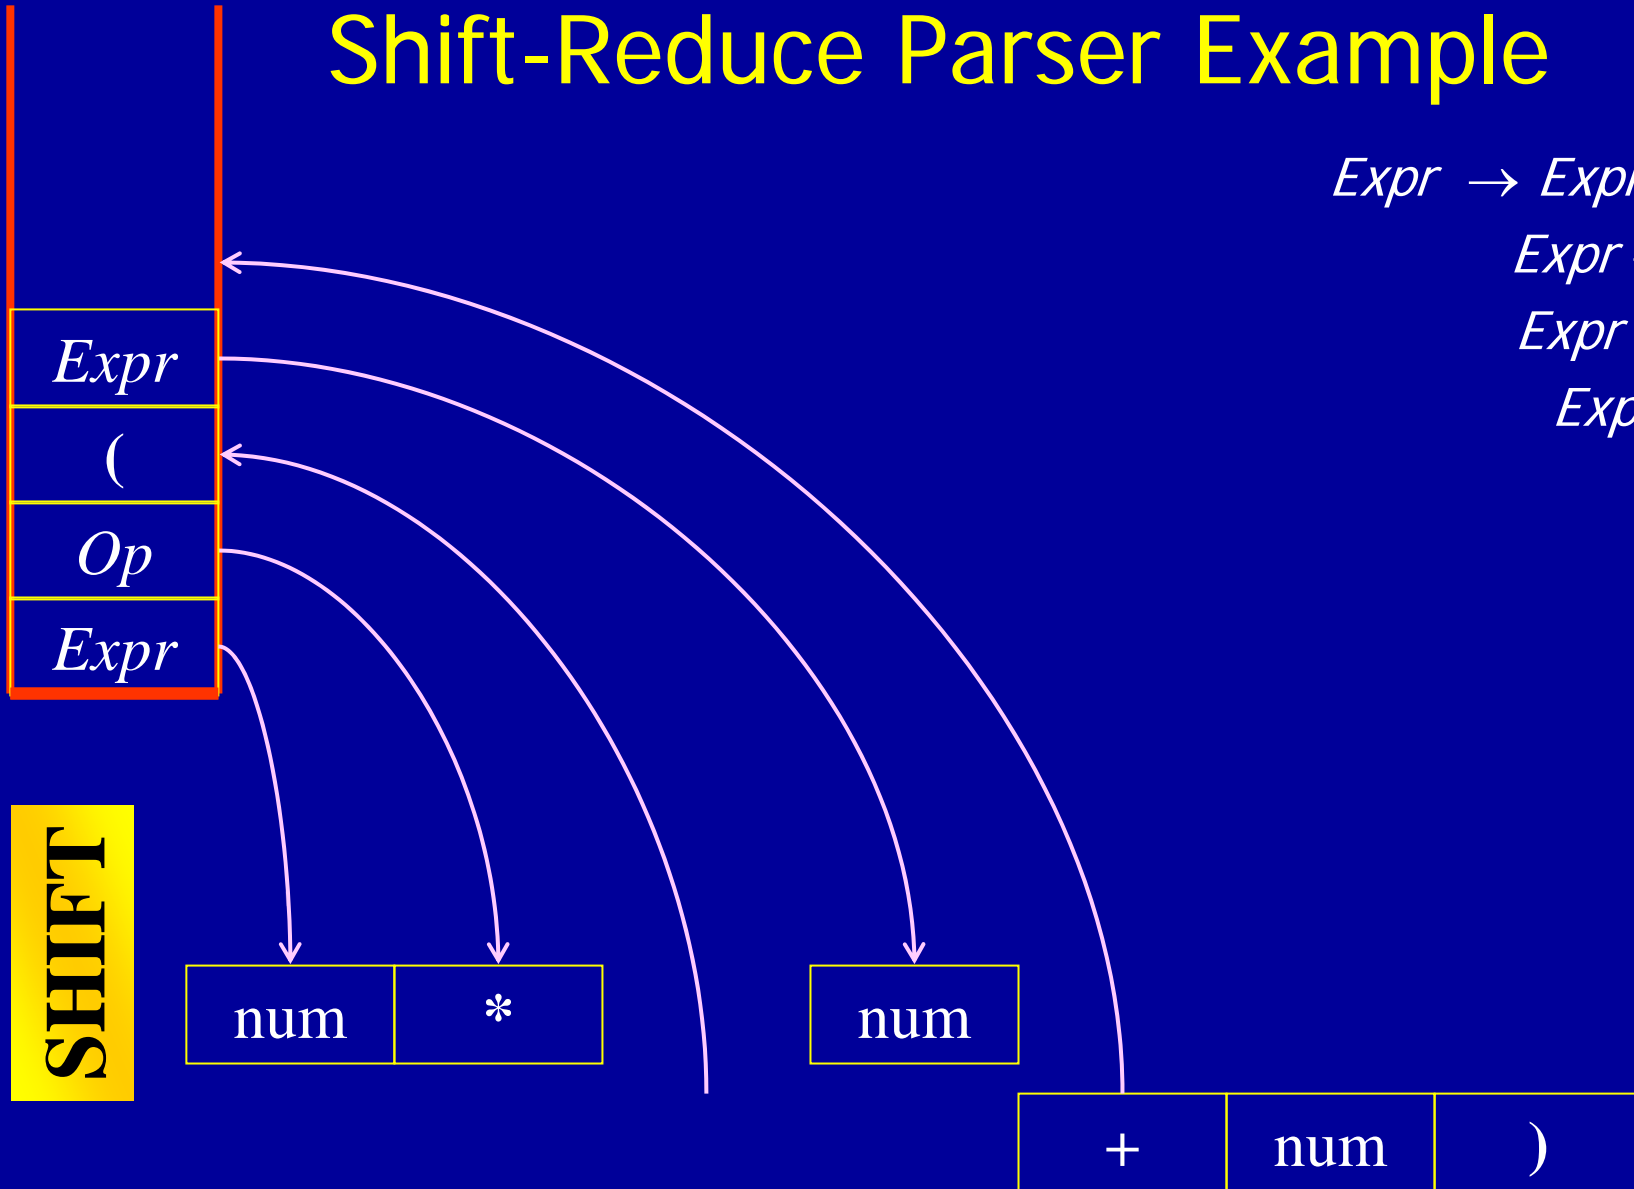 Shift-Reduce Parser Example
Expr → Expr
Expr
Expr
Expr
(
Op
Expr
SHIFT
num *
num
+ num )